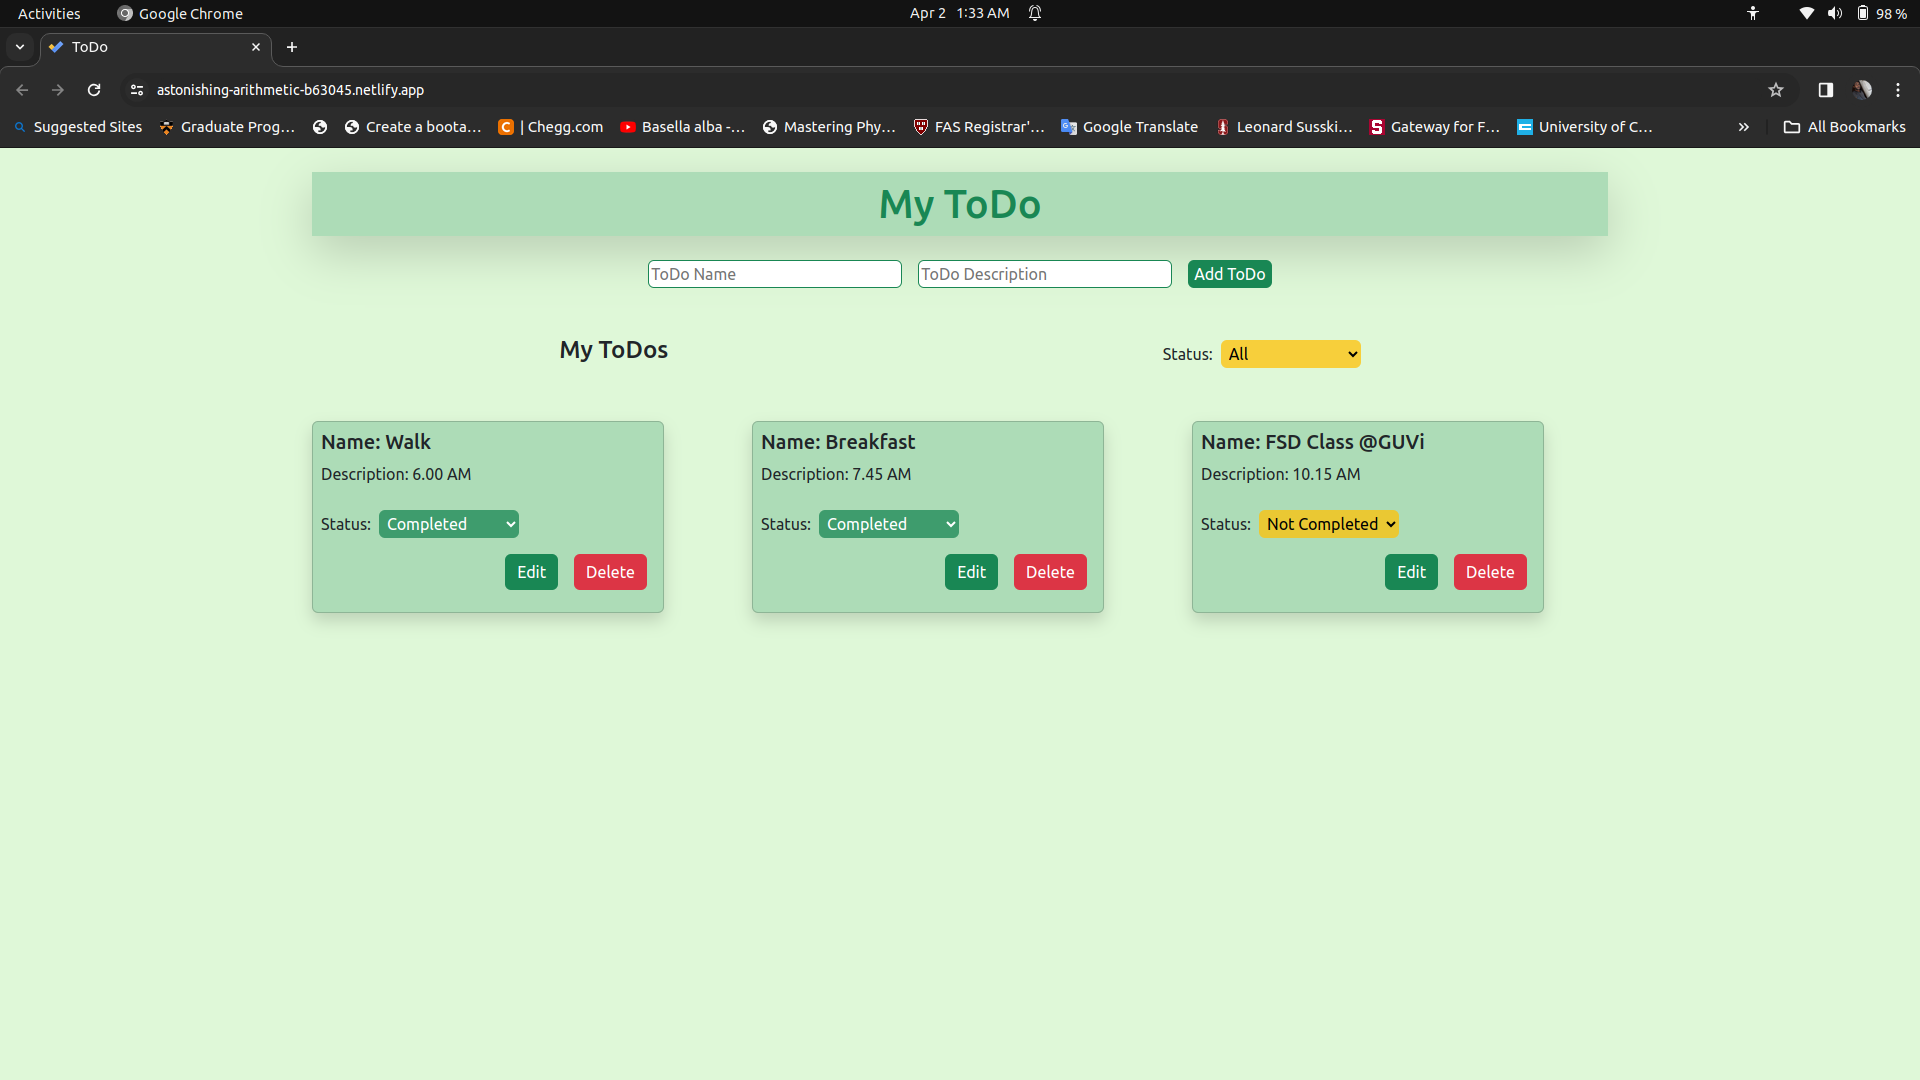 Activities Google Chrome Apr 2 1:33 AM 98 %
ToDo
astonishing-arithmetic-b63045.netlify.app
Suggested Sites Graduate Prog... Create a boota... | Chegg.com Basella alba -... Mastering Phy... FAS Registrar'... Google Translate Leonard Susski... Gateway for F... University of C... » All Bookmarks
My ToDo
ToDo Name ToDo Description Add ToDo
My ToDos Status: All
Name: Walk
Description: 6.00 AM
Status: Completed
Edit Delete
Name: Breakfast
Description: 7.45 AM
Status: Completed
Edit Delete
Name: FSD Class @GUVi
Description: 10.15 AM
Status: Not Completed
Edit Delete